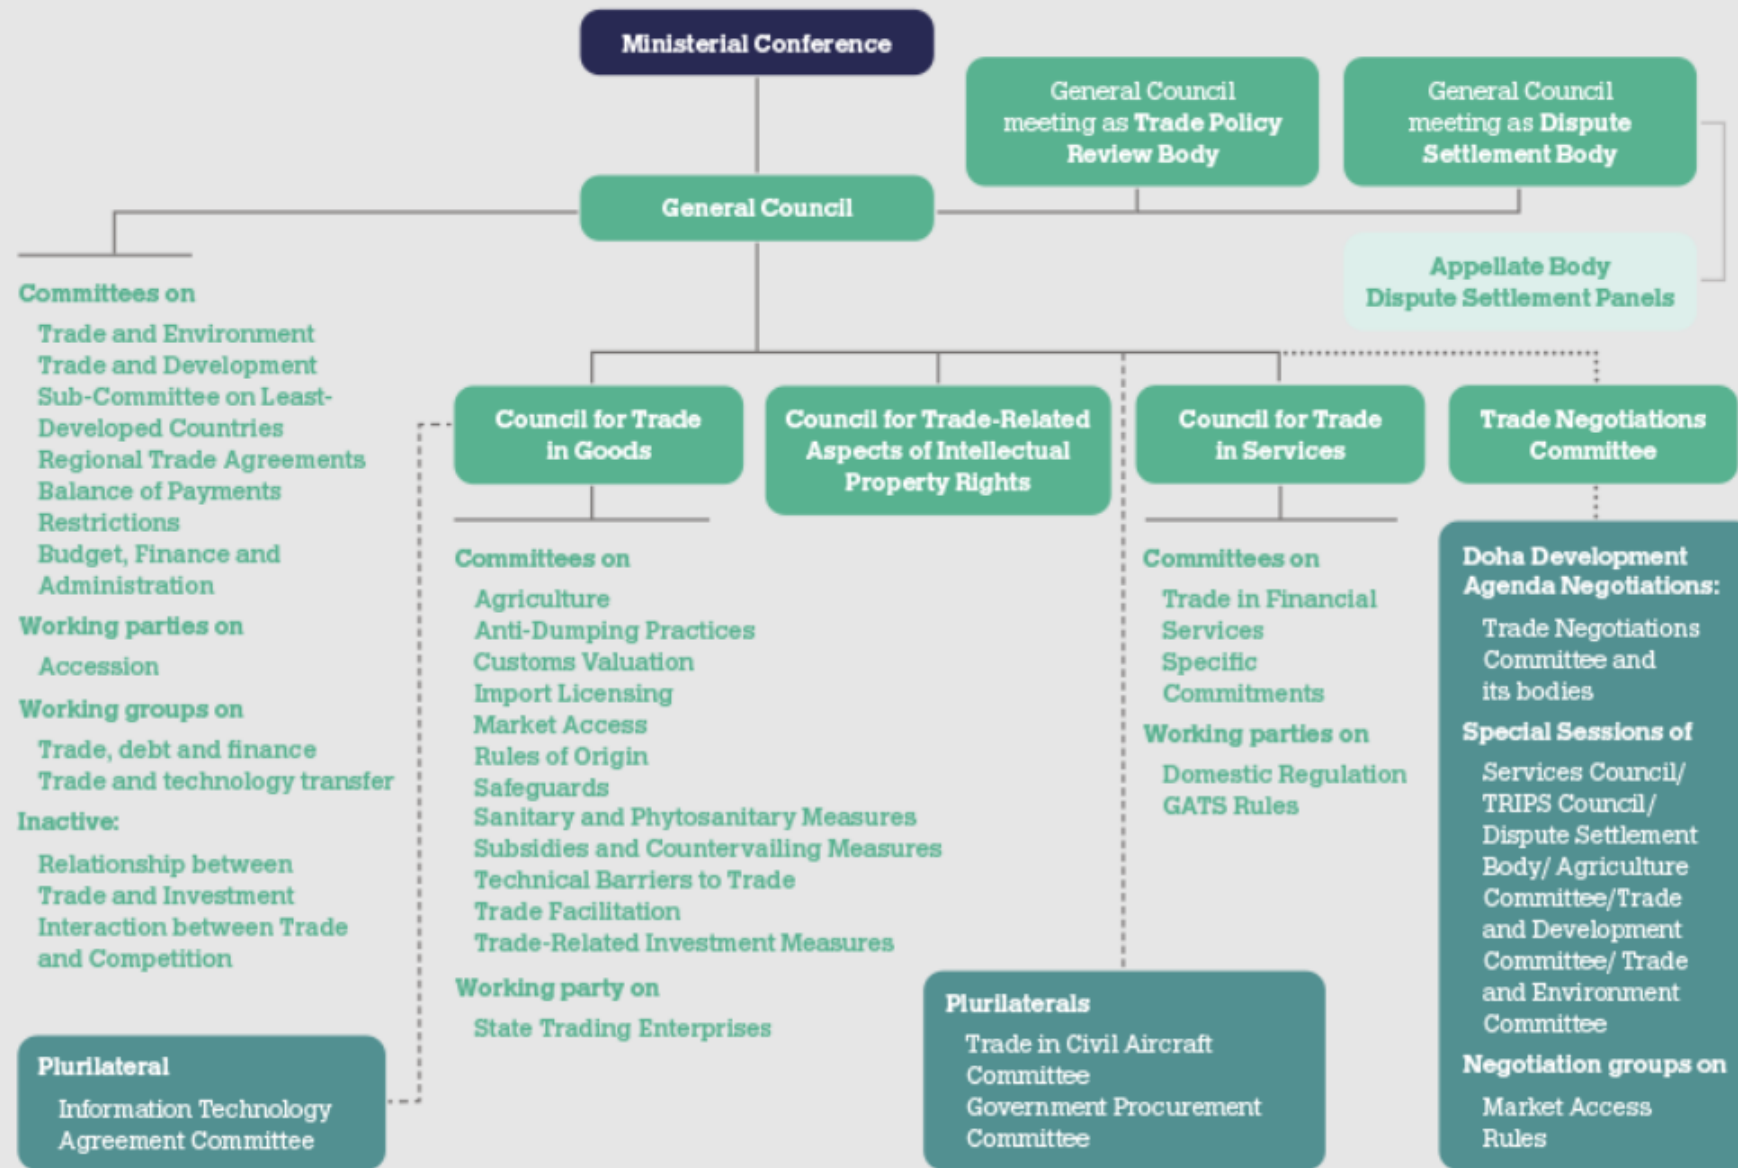 Ministerial Conference
General Council
meeting as Trade Policy
Review Body
General Council
meeting as Dispute
Settlement Body
General Council
Appellate Body
Dispute Settlement Panels
Committees on
Trade and Environment
Trade and Development
Sub-Committee on Least-
Developed Countries
Regional Trade Agreements
Balance of Payments
Restrictions
Budget, Finance and
Administration
Working parties on
Accession
Working groups on
Trade, debt and finance
Trade and technology transfer
Inactive:
Relationship between
Trade and Investment
Interaction between Trade
and Competition
Plurilateral
Information Technology
Agreement Committee
Council for Trade
in Goods
Committees on
Agriculture
Anti-Dumping Practices
Customs Valuation
Import Licensing
Market Access
Rules of Origin
Safeguards
Sanitary and Phytosanitary Measures
Subsidies and Countervailing Measures
Technical Barriers to Trade
Trade Facilitation
Trade-Related Investment Measures
Working party on
State Trading Enterprises
Council for Trade-Related
Aspects of Intellectual
Property Rights
Plurilaterals
Trade in Civil Aircraft
Committee
Government Procurement
Committee
Council for Trade
in Services
Committees on
Trade in Financial
Services
Specific
Commitments
Working parties on
Domestic Regulation
GATS Rules
Trade Negotiations
Committee
Doha Development
Agenda Negotiations:
Trade Negotiations
Committee and
its bodies
Special Sessions of
Services Council/
TRIPS Council/
Dispute Settlement
Body/ Agriculture
Committee/Trade
and Development
Committee/ Trade
and Environment
Committee
Negotiation groups on
Market Access
Rules